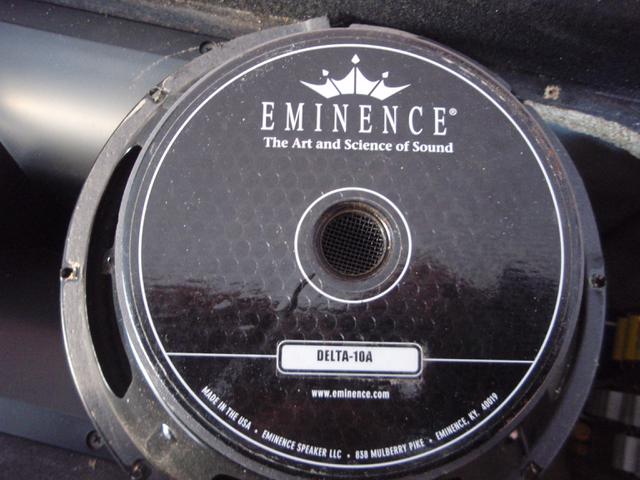 EMINENCE®
The Art and Science of Sound
DELTA-10A
www.eminence.com
MADE IN THE USA • EMINENCE SPEAKER LLC • 838 MULBERRY PIKE • EMINENCE, KY. 40019